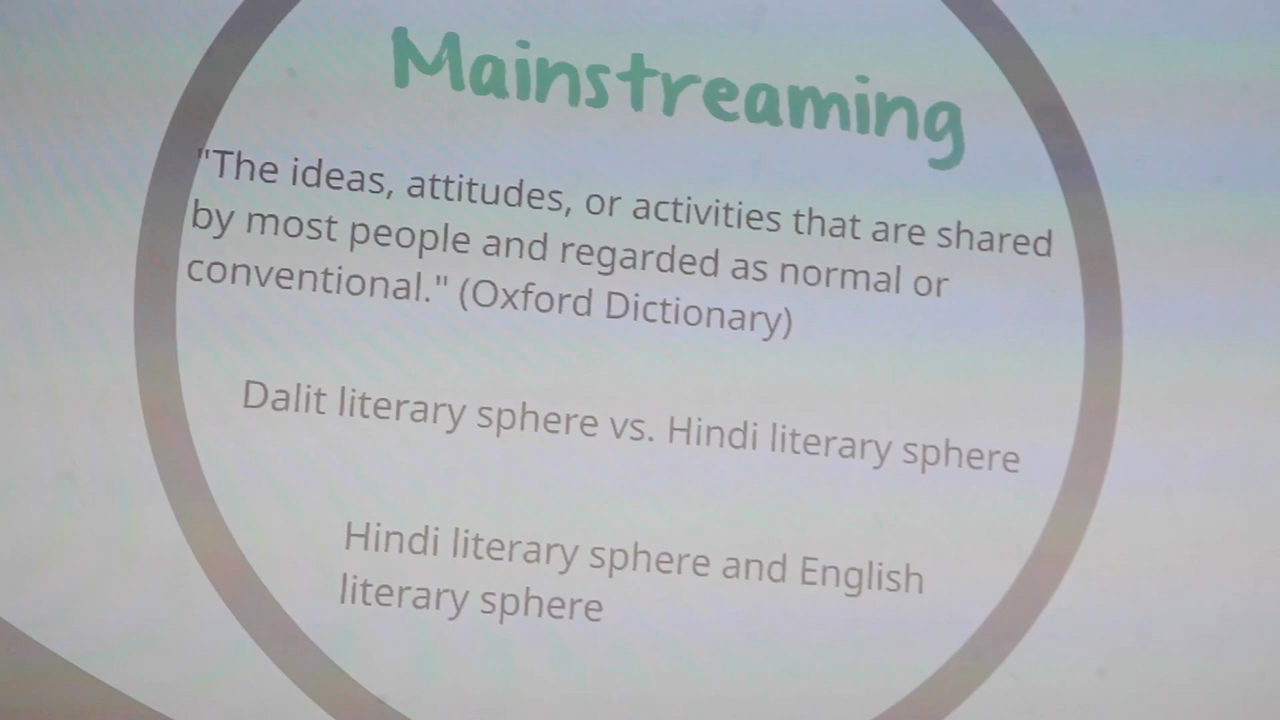 Mainstreaming
"The ideas, attitudes, or activities that are shared
by most people and regarded as normal or
conventional." (Oxford Dictionary)
Dalit literary sphere vs. Hindi literary sphere
Hindi literary sphere and English
literary sphere